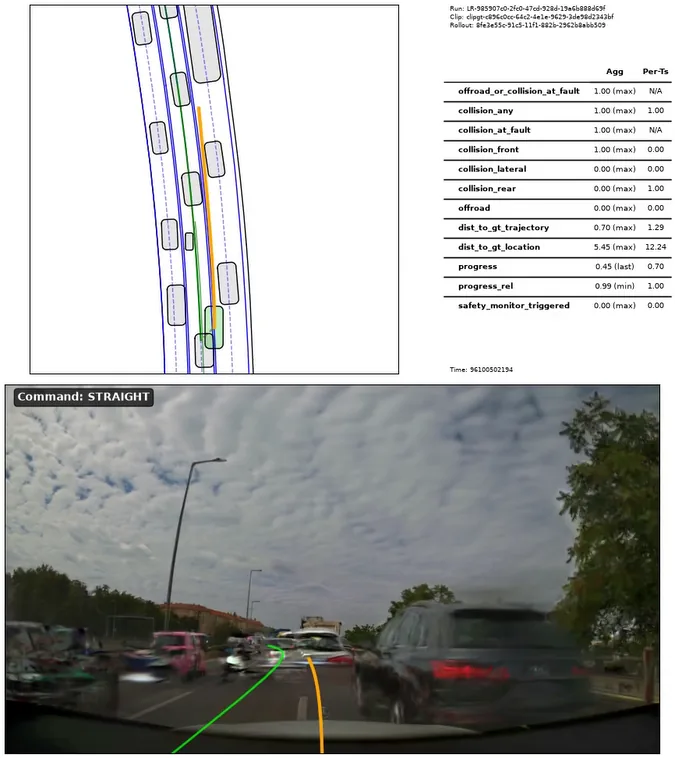 Run: LR-985907c0-2fc0-47cd-928d-19a6b888d69f
Clip: clipgt-c896c0cc-64c2-4e1e-9629-3de98d2343bf
Rollout: 8fe3e55c-91c5-11f1-882b-2962b8abb509
Agg Per-Ts
offroad_or_collision_at_fault 1.00 (max) N/A
collision_any 1.00 (max) 1.00
collision_at_fault 1.00 (max) N/A
collision_front 1.00 (max) 0.00
collision_lateral 0.00 (max) 0.00
collision_rear 0.00 (max) 1.00
offroad 0.00 (max) 0.00
dist_to_gt_trajectory 0.70 (max) 1.29
dist_to_gt_location 5.45 (max) 12.24
progress 0.45 (last) 0.70
progress_rel 0.99 (min) 1.00
safety_monitor_triggered 0.00 (max) 0.00
Time: 96100502194
Command: STRAIGHT